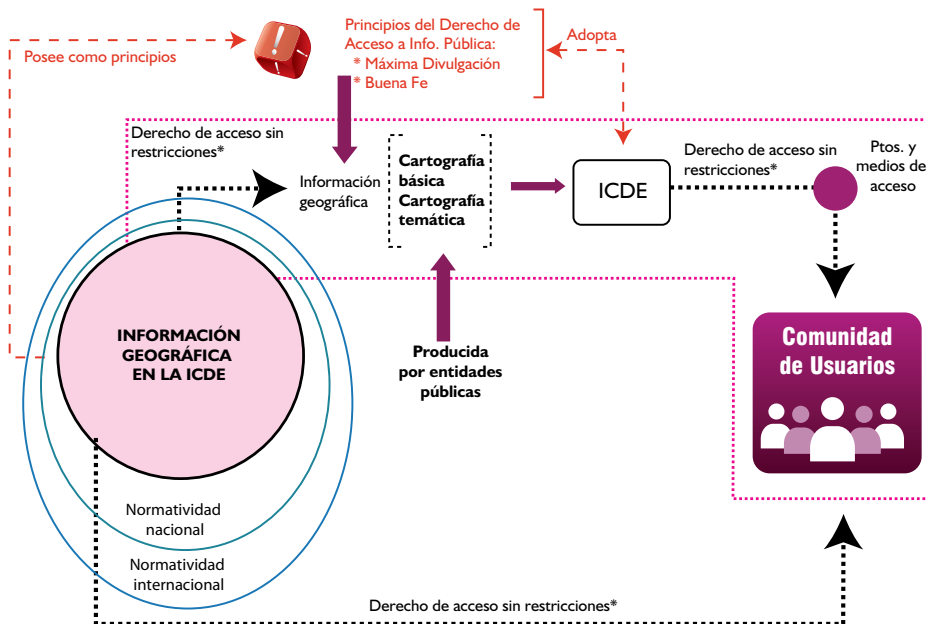 Principios del Derecho de
Acceso a Info. Pública:
* Máxima Divulgación
* Buena Fe
Adopta
Posee como principios
Derecho de acceso sin
restricciones*
Información
geográfica
Cartografía
básica
Cartografía
temática
ICDE
Derecho de acceso sin
restricciones*
Ptos. y
medios de
acceso
INFORMACIÓN
GEOGRÁFICA
EN LA ICDE
Producida
por entidades
públicas
Comunidad
de Usuarios
Normatividad
nacional
Normatividad
internacional
Derecho de acceso sin restricciones*